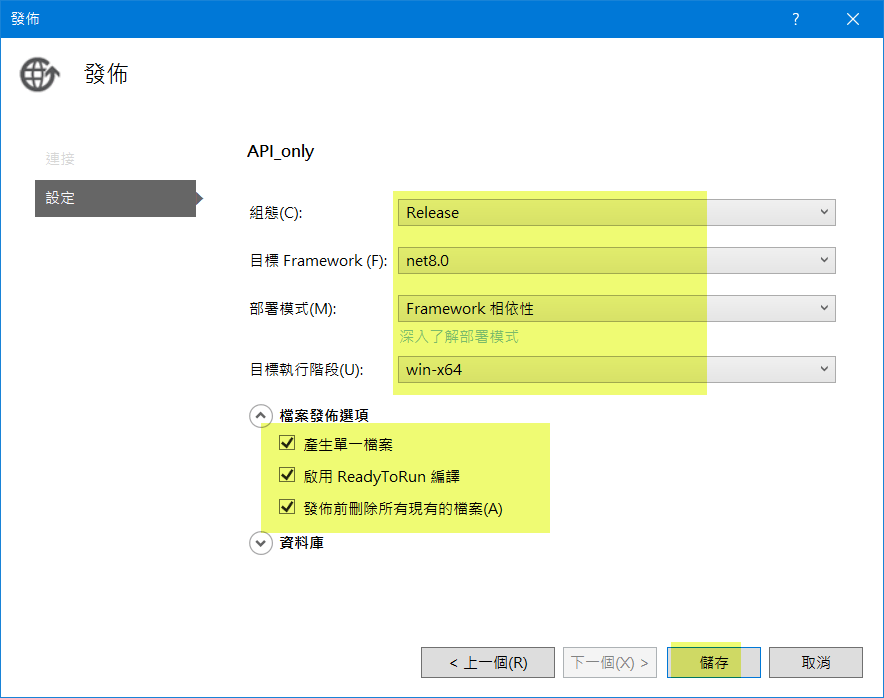 發佈
?
發佈
連接
設定
API_only
組態(C):
Release
目標 Framework (F):
net8.0
部署模式(M):
Framework 相依性
深入了解部署模式
目標執行階段(U):
win-x64
檔案發佈選項
產生單一檔案
啟用 ReadyToRun 編譯
發佈前刪除所有現有的檔案(A)
資料庫
< 上一個(R)
下一個(X) >
儲存
取消